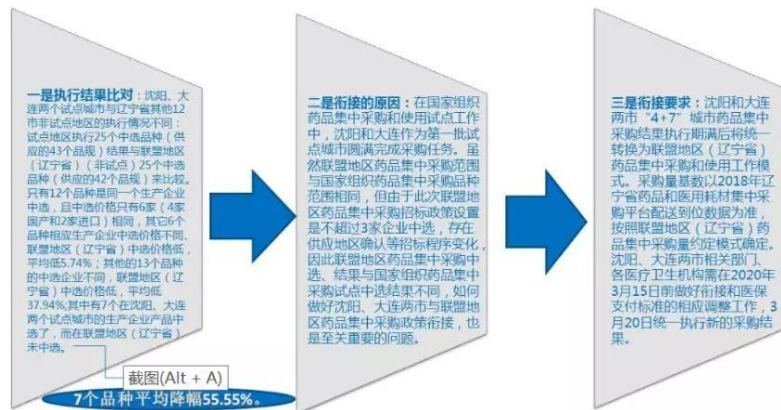 一是执行结果比对：沈阳、大
连两个试点城市与辽宁省其他12
市非试点地区的执行情况不同：
试点地区执行25个中选品种（供
应的43个品规）结果与联盟地区
（辽宁省）（非试点）25个中选
品种（供应的42个品规）来比较。
只有12个品种是同一个生产企业
中选，且中选价格只有6家（4家
国产和2家进口）相同，其它6个
品种相应生产企业中选价格不同、
联盟地区（辽宁省）中选价格低，
平均低5.74%；其他的13个品种
的中选企业不同，联盟地区（辽
宁省）中选价格低，平均低
37.94%;其中有7个在沈阳、大连
两个试点城市的生产企业产品中
选了，而在联盟地区（辽宁省）
未中选。
截图(Alt + A)
7个品种平均降幅55.55%。
二是衔接的原因：在国家组织
药品集中采购和使用试点工作
中，沈阳和大连作为第一批试
点城市圆满完成采购任务。虽
然联盟地区药品集中采购范围
与国家组织药品集中采购品种
范围相同，但由于此次联盟地
区药品集中采购招标政策设置
是不超过3家企业中选，存在
供应地区确认等招标程序变化，
因此联盟地区药品集中采购中
选、结果与国家组织药品集中
采购试点中选结果不同，如何
做好沈阳、大连两市与联盟地
区药品集中采购政策衔接，也
是至关重要的问题。
三是衔接要求：沈阳和大连
两市“4+7”城市药品集中采
购结果执行期满后将统一
转换为联盟地区（辽宁省）
药品集中采购和使用工作模
式。采购量基数以2018年辽
宁省药品和医用耗材集中采
购平台配送到位数据为准，
按照联盟地区（辽宁省）药
品集中采购量约定模式确定。
沈阳、大连两市相关部门、
各医疗卫生机构需在2020年
3月15日前做好衔接和医保
支付标准的相应调整工作，3
月20日统一执行新的采购结
果。